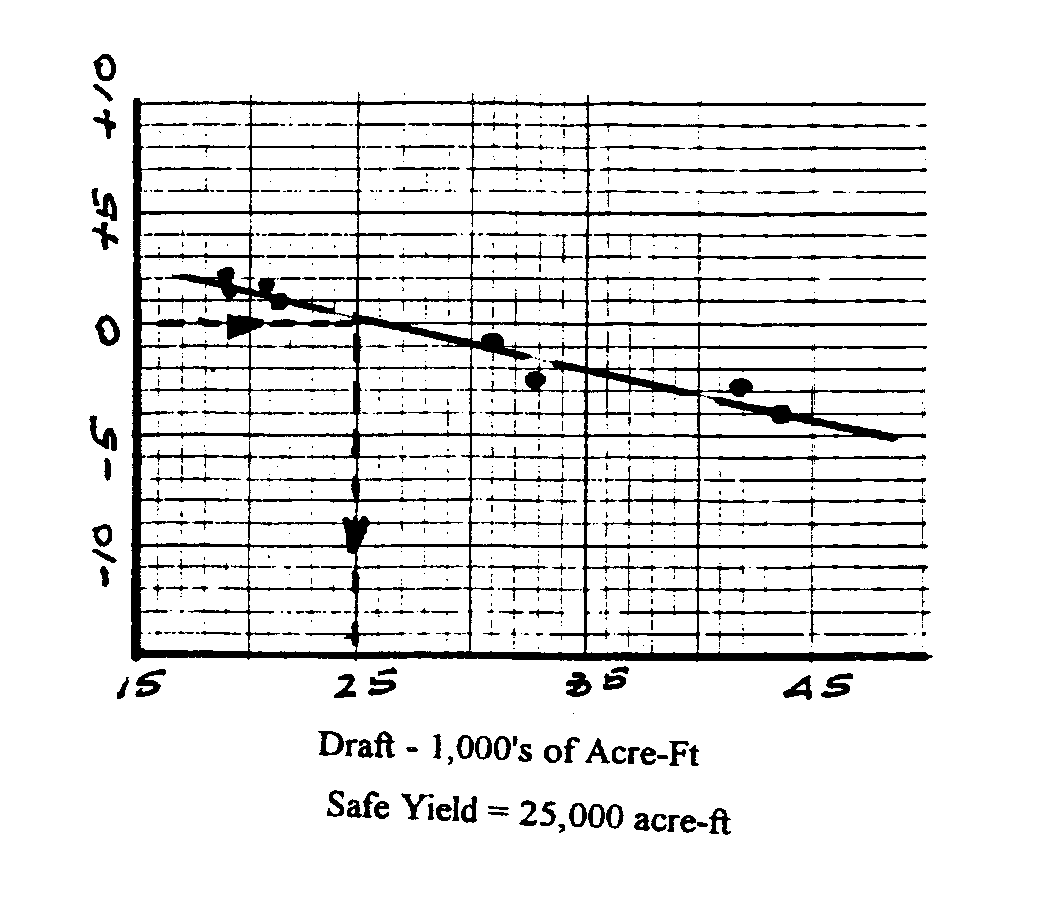 +10
+5
0
-5
-10
15 25 35 45
Draft - 1,000's of Acre-Ft
Safe Yield = 25,000 acre-ft